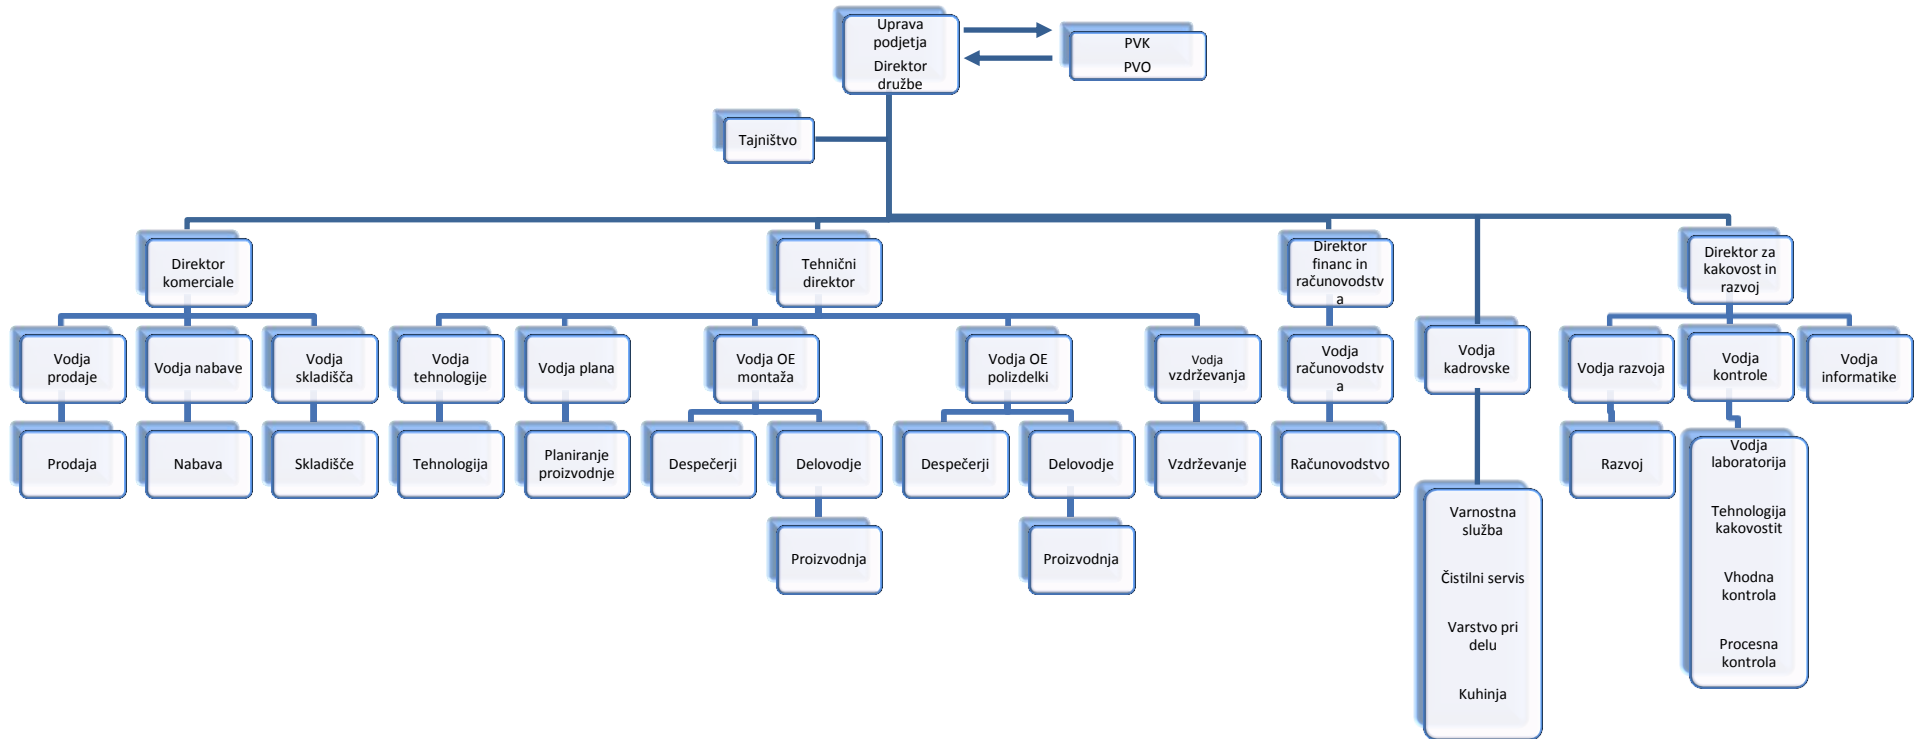 Uprava
podjetja
Direktor
družbe
PVK
PVO
Tajništvo
Direktor
komerciale
Tehnični
direktor
Direktor
financ in
računovodstv
a
Direktor za
kakovost in
razvoj
Vodja
prodaje
Vodja nabave
Vodja
skladišča
Vodja
tehnologije
Vodja plana
Vodja OE
montaža
Vodja OE
polizdelki
Vodja
vzdrževanja
Vodja
računovodstv
a
Vodja
kadrovske
Vodja razvoja
Vodja
kontrole
Vodja
informatike
Prodaja
Nabava
Skladišče
Tehnologija
Planiranje
proizvodnje
Despečerji
Delovodje
Despečerji
Delovodje
Vzdrževanje
Računovodstvo
Razvoj
Proizvodnja
Proizvodnja
Varnostna
služba
Čistilni servis
Varstvo pri
delu
Kuhinja
Vodja
laboratorija
Tehnologija
kakovostit
Vhodna
kontrola
Procesna
kontrola